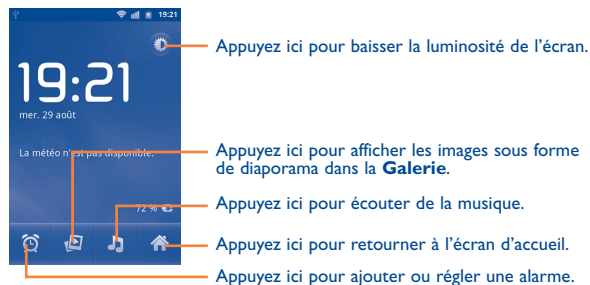 19:21
Appuyez ici pour baisser la luminosité de l'écran.
19:21
mer. 29 août
La météo n'est pas disponible.
Appuyez ici pour afficher les images sous forme
de diaporama dans la Galerie.
72 %
Appuyez ici pour écouter de la musique.
Appuyez ici pour retourner à l'écran d'accueil.
Appuyez ici pour ajouter ou régler une alarme.